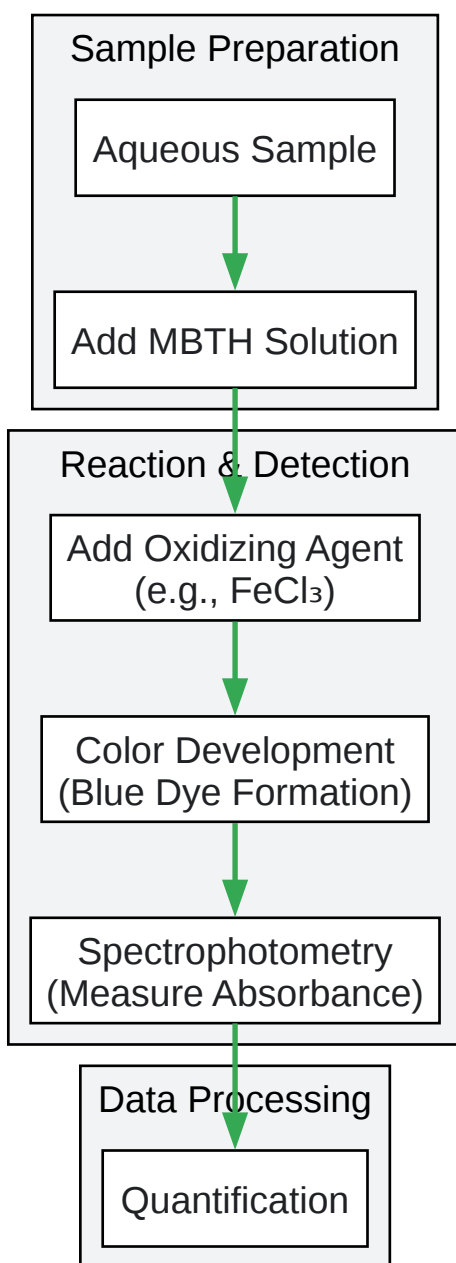 Sample Preparation
Aqueous Sample
Add MBTH Solution
Reaction & Detection
Add Oxidizing Agent
(e.g., FeCl₃)
Color Development
(Blue Dye Formation)
Spectrophotometry
(Measure Absorbance)
Data Processing
Quantification